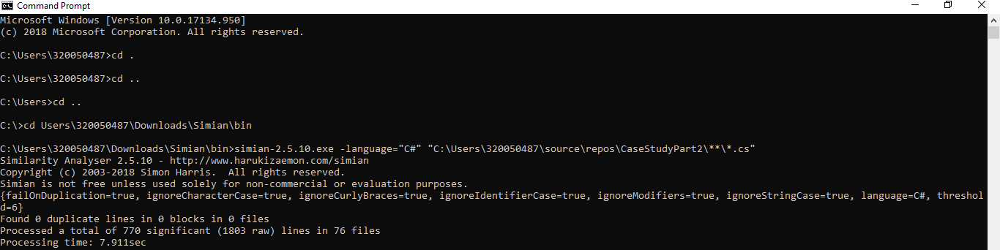 Command Prompt
Microsoft Windows [Version 10.0.17134.950]
(c) 2018 Microsoft Corporation. All rights reserved.
C:\Users\320050487>cd .
C:\Users\320050487>cd ..
C:\Users>cd ..
C:\>cd Users\320050487\Downloads\Simian\bin
C:\Users\320050487\Downloads\Simian\bin>simian-2.5.10.exe -language="C#" "C:\Users\320050487\source\repos\CaseStudyPart2\**\*.cs"
Similarity Analyser 2.5.10 - http://www.harukizaemon.com/simian
Copyright (c) 2003-2018 Simon Harris.  All rights reserved.
Simian is not free unless used solely for non-commercial or evaluation purposes.
{failOnDuplication=true, ignoreCharacterCase=true, ignoreCurlyBraces=true, ignoreIdentifierCase=true, ignoreModifiers=true, ignoreStringCase=true, language=C#, threshol
d=6}
Found 0 duplicate lines in 0 blocks in 0 files
Processed a total of 770 significant (1803 raw) lines in 76 files
Processing time: 7.911sec